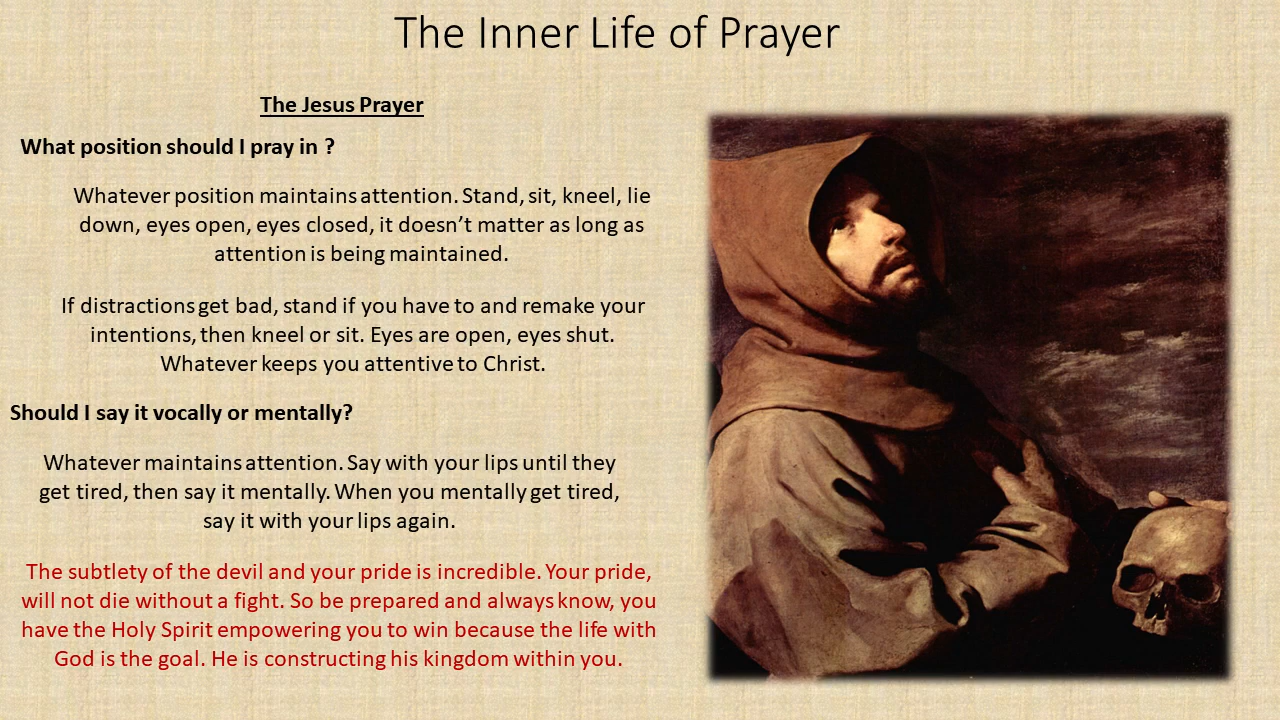 The Inner Life of Prayer
The Jesus Prayer
What position should I pray in ?
Whatever position maintains attention. Stand, sit, kneel, lie
down, eyes open, eyes closed, it doesn’t matter as long as
attention is being maintained.
If distractions get bad, stand if you have to and remake your
intentions, then kneel or sit. Eyes are open, eyes shut.
Whatever keeps you attentive to Christ.
Should I say it vocally or mentally?
Whatever maintains attention. Say with your lips until they
get tired, then say it mentally. When you mentally get tired,
say it with your lips again.
The subtlety of the devil and your pride is incredible. Your pride,
will not die without a fight. So be prepared and always know, you
have the Holy Spirit empowering you to win because the life with
God is the goal. He is constructing his kingdom within you.